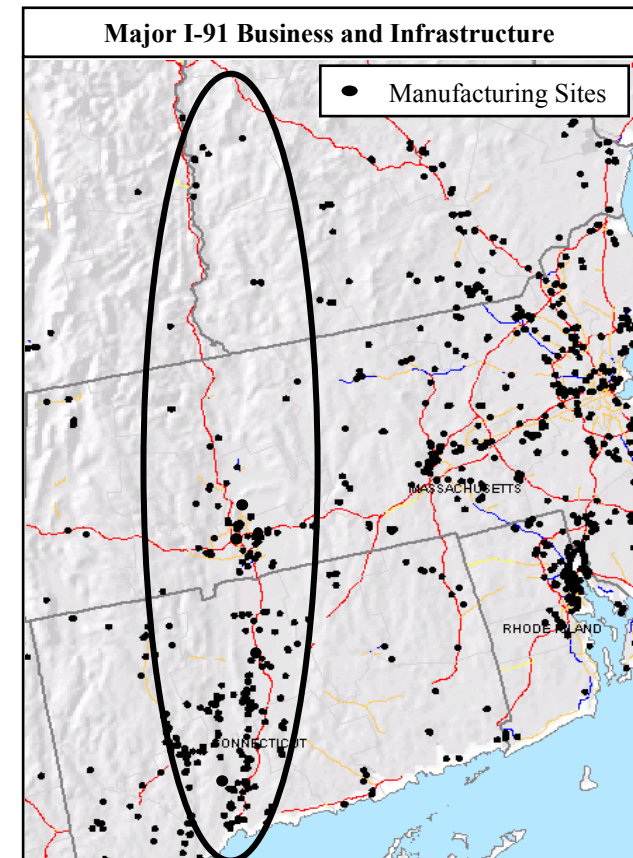 Major I-91 Business and Infrastructure
Manufacturing Sites
MASSACHUSETTS
RHODE ISLAND
CONNECTICUT